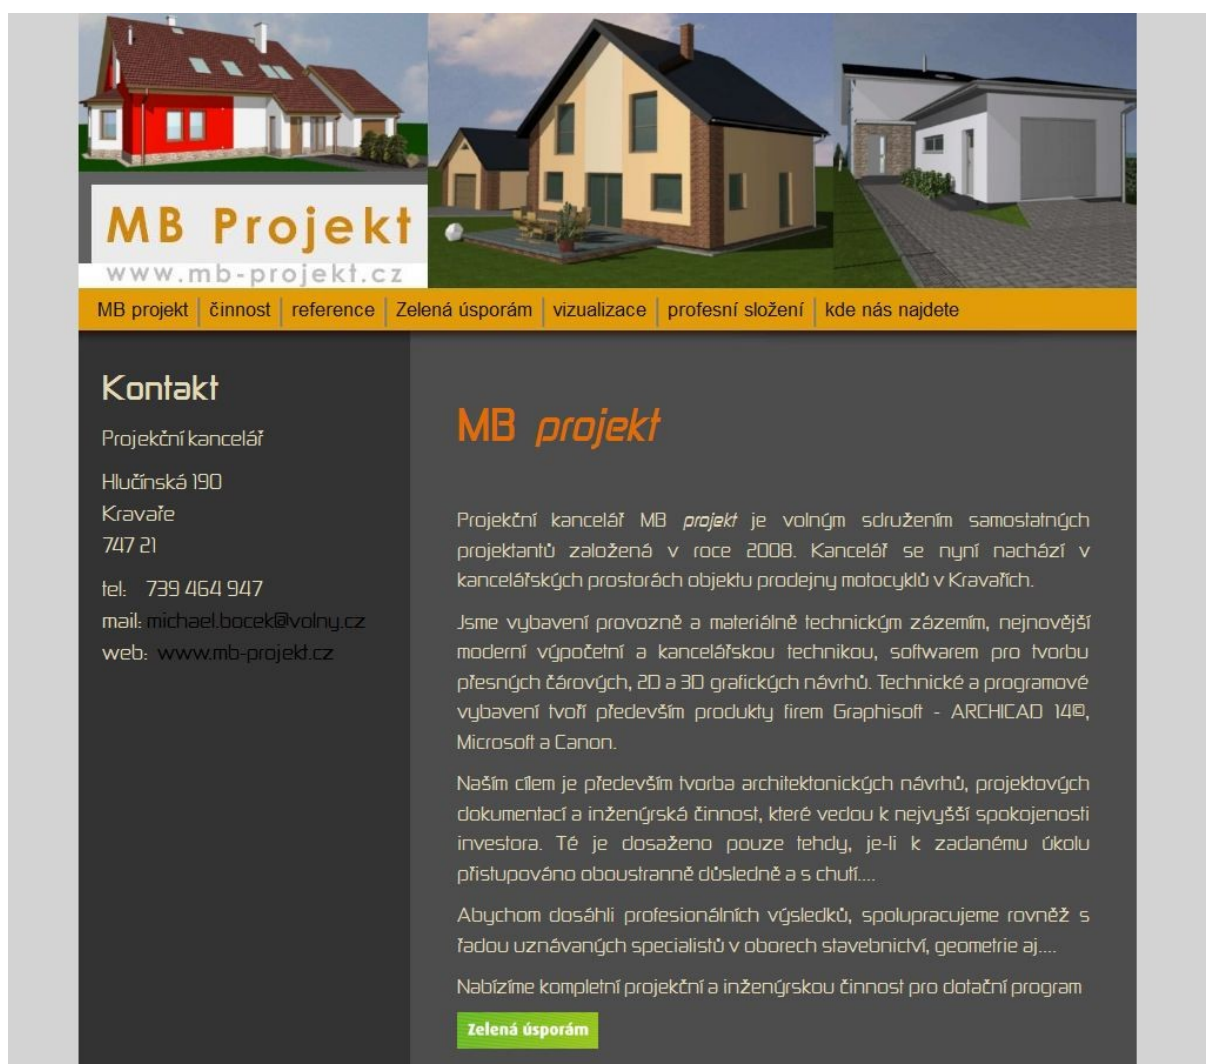 MB Projekt
www.mb-projekt.cz
MB projekt činnost reference Zelená úsporám vizualizace profesní složení kde nás najdete
Kontakt
Projekční kancelář
Hlučínská 190
Kravaře
747 21
tel: 739 464 947
mail: michael.bocek@volny.cz
web: www.mb-projekt.cz
MB projekt
Projekční kancelář MB projekt je volným sdružením samostatných
projektantů založená v roce 2008. Kancelář se nyní nachází v
kancelářských prostorách objektu prodejny motocyklů v Kravařích.
Jsme vybavení provozně a materiálně technickým zázemím, nejnovější
moderní výpočetní a kancelářskou technikou, softwarem pro tvorbu
přesných čárových, 2D a 3D grafických návrhů. Technické a programové
vybavení tvoří především produkty firem Graphisoft - ARCHICAD 14©,
Microsoft a Canon.
Naším cílem je především tvorba architektonických návrhů, projektových
dokumentací a inženýrská činnost, které vedou k nejvyšší spokojenosti
investora. Té je dosaženo pouze tehdy, je-li k zadanému úkolu
přistupováno oboustranně důsledně a s chutí....
Abychom dosáhli profesionálních výsledků, spolupracujeme rovněž s
řadou uznávaných specialistů v oborech stavebnictví, geometrie aj....
Nabízíme kompletní projekční a inženýrskou činnost pro dotační program
Zelená úsporám